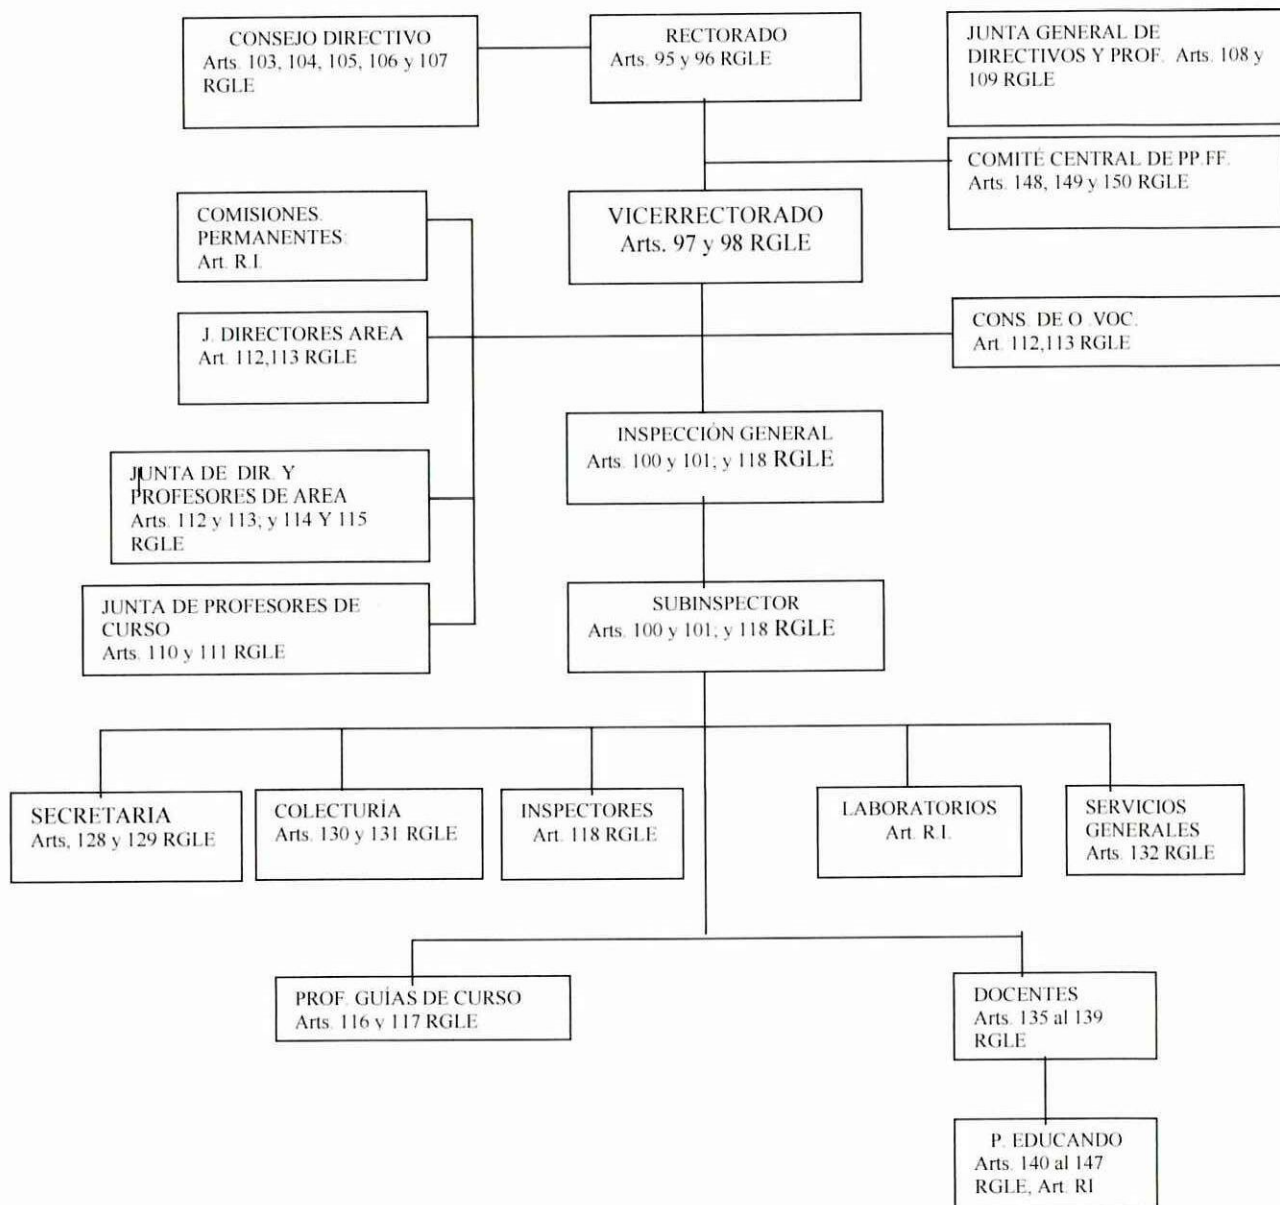 CONSEJO DIRECTIVO
Arts. 103, 104, 105, 106 y 107
RGLE
RECTORADO
Arts. 95 y 96 RGLE
JUNTA GENERAL DE
DIRECTIVOS Y PROF. Arts. 108 y
109 RGLE
COMITÉ CENTRAL DE PP.FF.
Arts. 148, 149 y 150 RGLE
COMISIONES
PERMANENTES:
Art. R.I.
VICERRECTORADO
Arts. 97 y 98 RGLE
J. DIRECTORES AREA
Art. 112,113 RGLE
CONS. DE O .VOC.
Art. 112,113 RGLE
INSPECCIÓN GENERAL
Arts. 100 y 101; y 118 RGLE
JUNTA DE DIR. Y
PROFESORES DE AREA
Arts. 112 y 113; y 114 Y 115
RGLE
JUNTA DE PROFESORES DE
CURSO
Arts. 110 y 111 RGLE
SUBINSPECTOR
Arts. 100 y 101; y 118 RGLE
SECRETARIA
Arts, 128 y 129 RGLE
COLECTURÍA
Arts. 130 y 131 RGLE
INSPECTORES
Art. 118 RGLE
LABORATORIOS
Art. R.I.
SERVICIOS
GENERALES
Arts. 132 RGLE
PROF. GUÍAS DE CURSO
Arts. 116 y 117 RGLE
DOCENTES
Arts. 135 al 139
RGLE
P. EDUCANDO
Arts. 140 al 147
RGLE, Art. RI